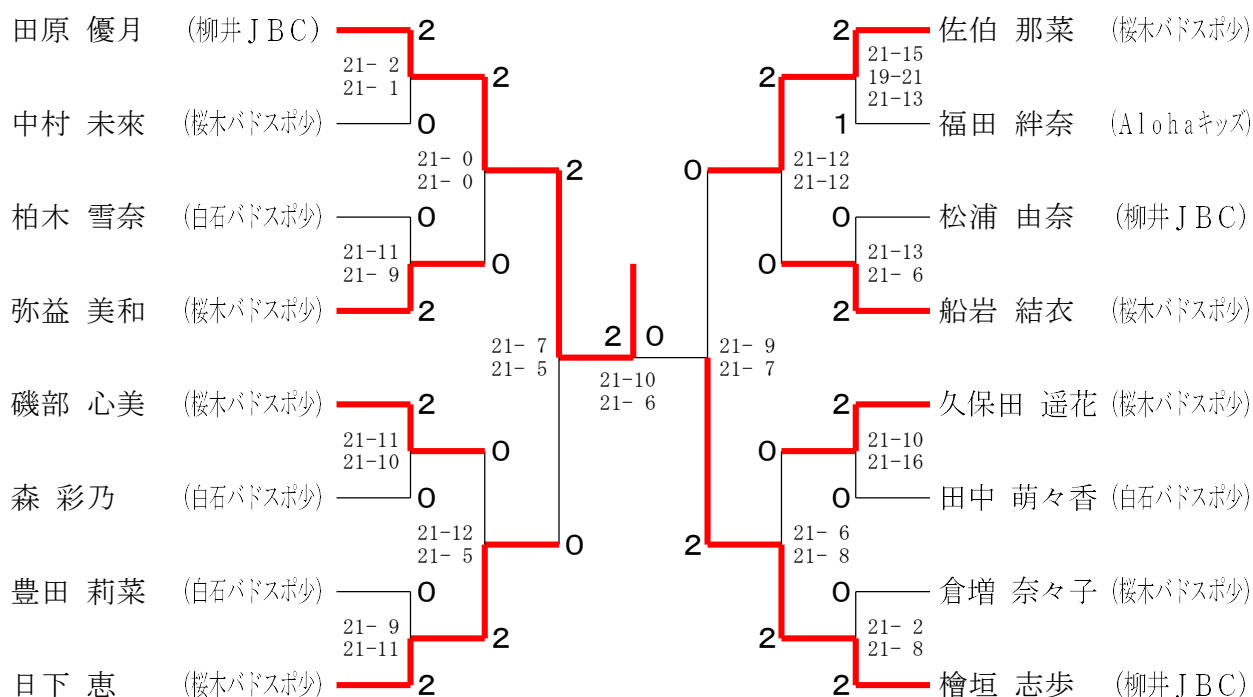 田原 優月 (柳井ＪＢＣ) 2 2 佐伯 那菜 (桜木バドスポ少)
21- 2 21-15
21- 1 2 2 19-21
21-13
中村 未來 (桜木バドスポ少) 0 1 福田 絆奈 (Alohaキッズ)
21- 0 21-12
21- 0 2 0 21-12
柏木 雪奈 (白石バドスポ少) 0 0 松浦 由奈 (柳井ＪＢＣ)
21-11 21-13
21- 9 0 0 21- 6
弥益 美和 (桜木バドスポ少) 2 2 船岩 結衣 (桜木バドスポ少)
21- 7 2 0 21- 9
21- 5 21- 7
21-10
21- 6
磯部 心美 (桜木バドスポ少) 2 2 久保田 遥花 (桜木バドスポ少)
21-11 21-10
21-10 0 0 21-16
森 彩乃 (白石バドスポ少) 0 0 田中 萌々香 (白石バドスポ少)
21-12 21- 6
21- 5 0 2 21- 8
豊田 莉菜 (白石バドスポ少) 0 0 倉増 奈々子 (桜木バドスポ少)
21- 9 21- 2
21-11 2 2 21- 8
日下 恵 (桜木バドスポ少) 2 2 檜垣 志歩 (柳井ＪＢＣ)